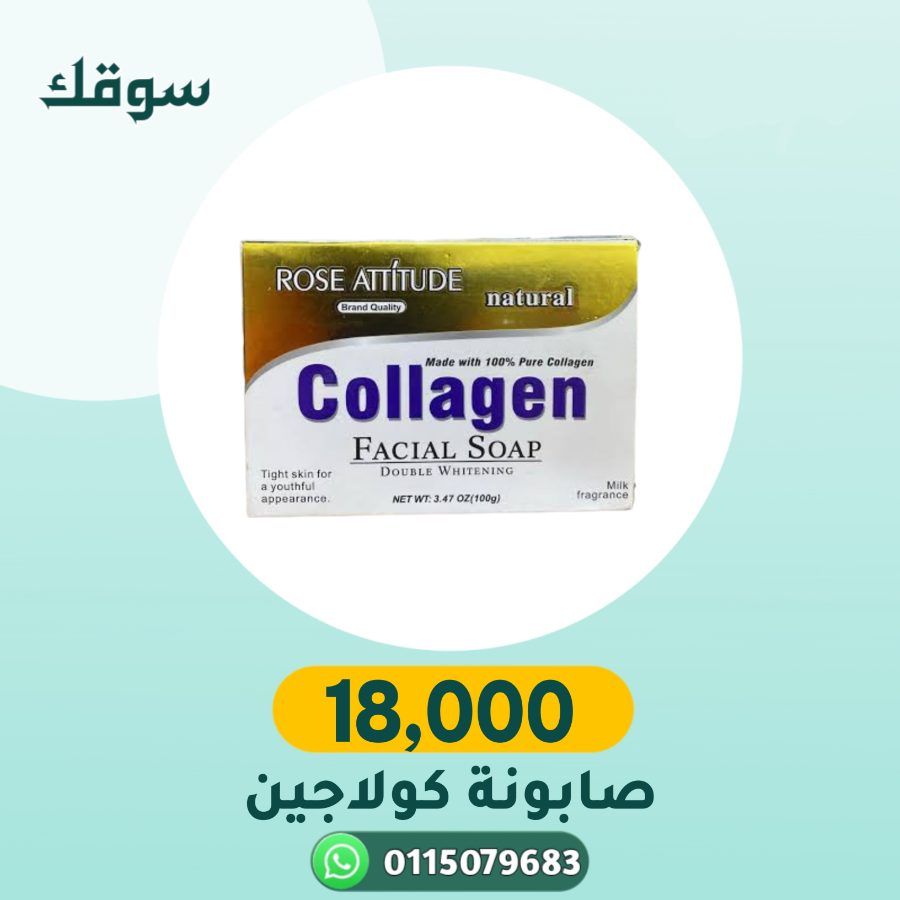 سوقك
ROSE ATTITUDE
Brand Quality
natural
Made with 100% Pure Collagen
Collagen
FACIAL SOAP
DOUBLE WHITENING
Tight skin for
a youthful
appearance.
NET WT: 3.47 OZ(100g)
Milk
fragrance
18,000
صابونة كولاجين
0115079683